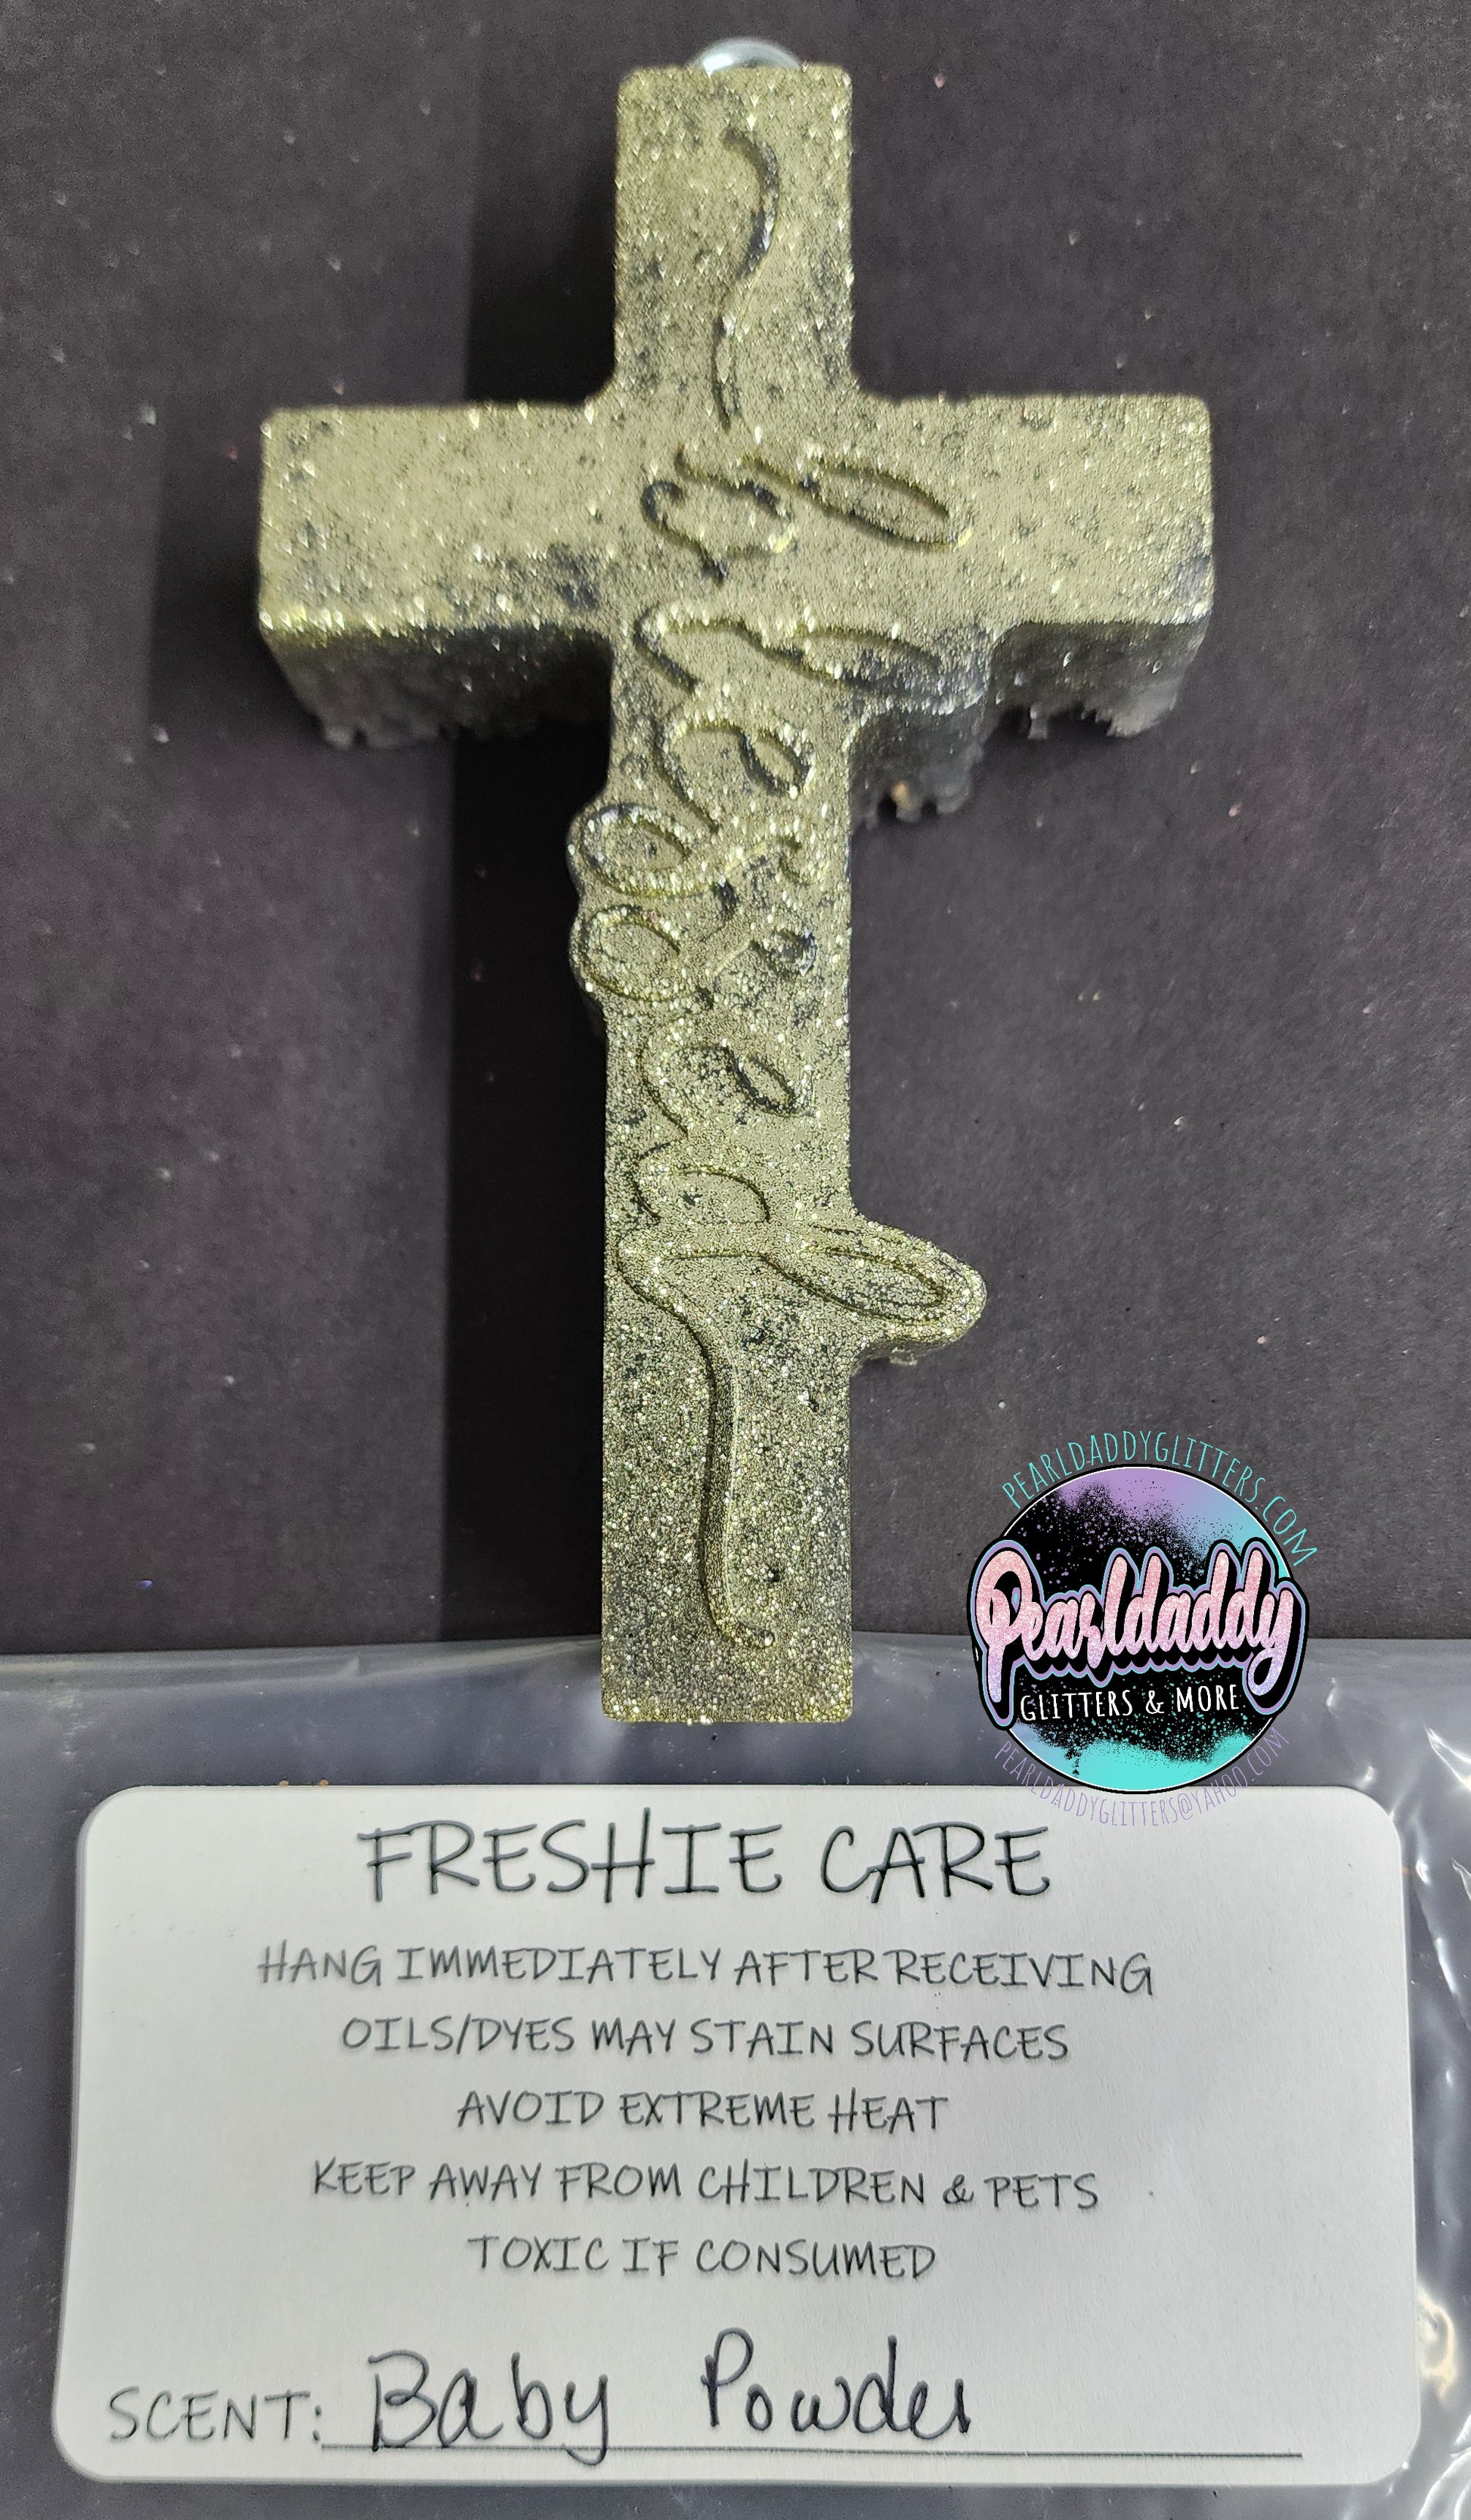 blessed
PEARLDADDYGLITTERS.COM
Pearldaddy
GLITTERS & MORE
PEARLDADDYGLITTERS@YAHOO.COM
FRESHIE CARE
HANG IMMEDIATELY AFTER RECEIVING
OILS/DYES MAY STAIN SURFACES
AVOID EXTREME HEAT
KEEP AWAY FROM CHILDREN & PETS
TOXIC IF CONSUMED
SCENT: Baby Powder